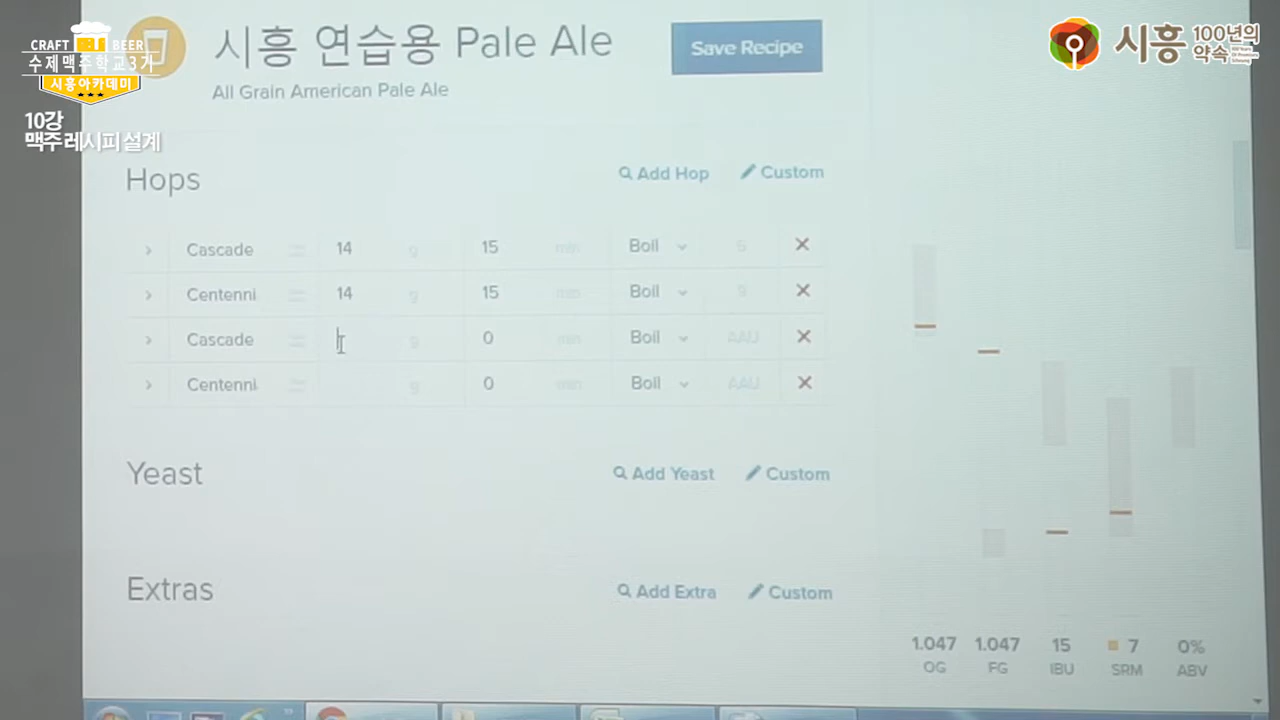 CRAFT BEER
수제맥주학교3기
시흥아카데미
10강
맥주 레시피 설계
시흥 100년의 약속
시흥 연습용 Pale Ale
Save Recipe
All Grain American Pale Ale
Hops
Add Hop
Custom
Cascade 14 g 15 min Boil 5
Centenni 14 g 15 min Boil 9
Cascade g 0 min Boil AAU
Centenni g 0 min Boil AAU
Yeast
Add Yeast
Custom
Extras
Add Extra
Custom
1.047 1.047 15 7 0%
OG FG IBU SRM ABV